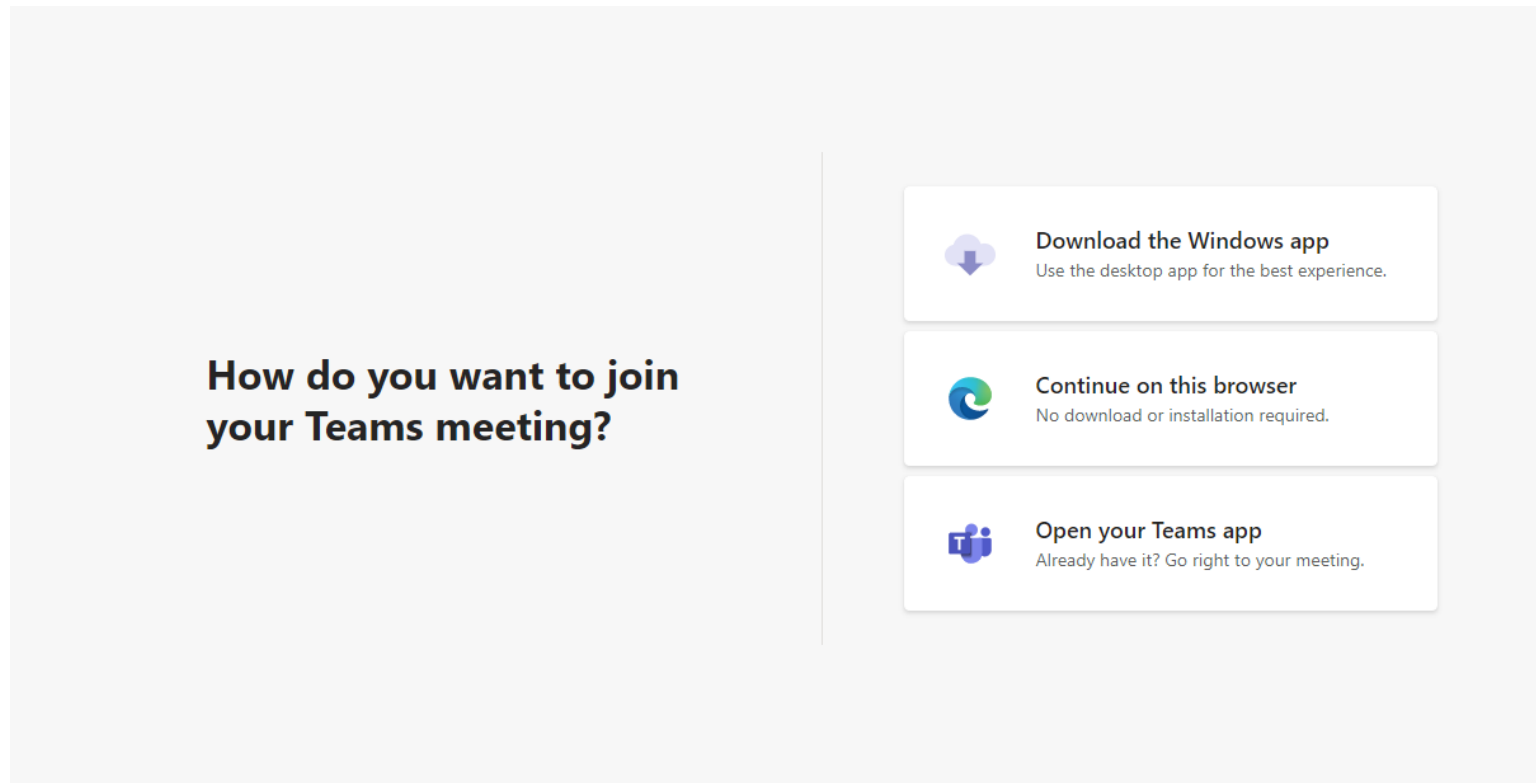 How do you want to join
your Teams meeting?
Download the Windows app
Use the desktop app for the best experience.
Continue on this browser
No download or installation required.
T
Open your Teams app
Already have it? Go right to your meeting.